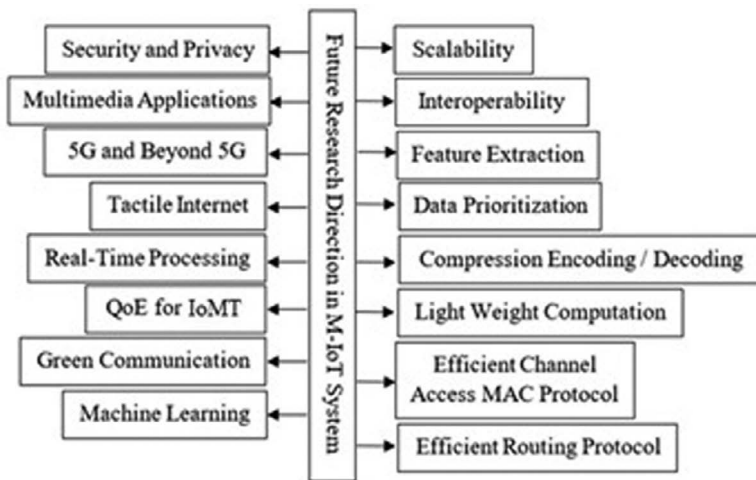 Security and Privacy
Multimedia Applications
5G and Beyond 5G
Tactile Internet
Real-Time Processing
QoE for IoMT
Green Communication
Machine Learning
Future Research Direction in M-IoT System
Scalability
Interoperability
Feature Extraction
Data Prioritization
Compression Encoding / Decoding
Light Weight Computation
Efficient Channel
Access MAC Protocol
Efficient Routing Protocol